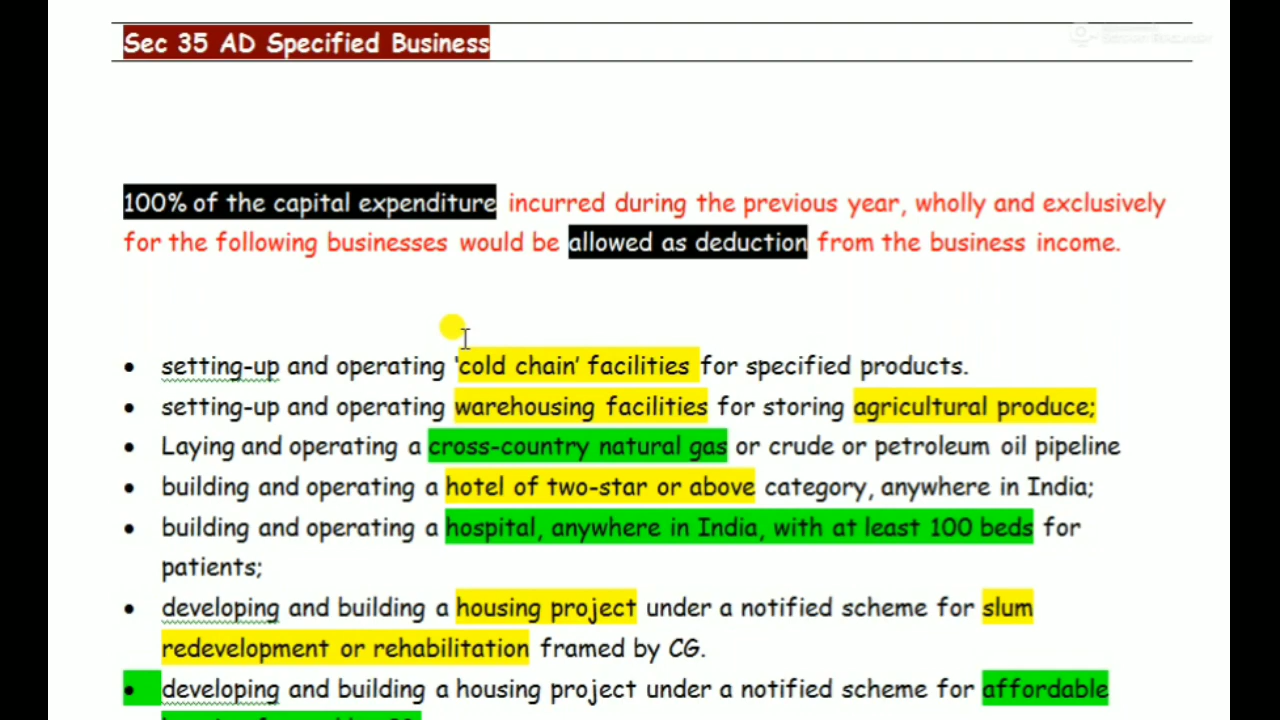 Sec 35 AD Specified Business
100% of the capital expenditure incurred during the previous year, wholly and exclusively
for the following businesses would be allowed as deduction from the business income.
• setting-up and operating 'cold chain' facilities for specified products.
• setting-up and operating warehousing facilities for storing agricultural produce;
• Laying and operating a cross-country natural gas or crude or petroleum oil pipeline
• building and operating a hotel of two-star or above category, anywhere in India;
• building and operating a hospital, anywhere in India, with at least 100 beds for
patients;
• developing and building a housing project under a notified scheme for slum
redevelopment or rehabilitation framed by CG.
• developing and building a housing project under a notified scheme for affordable